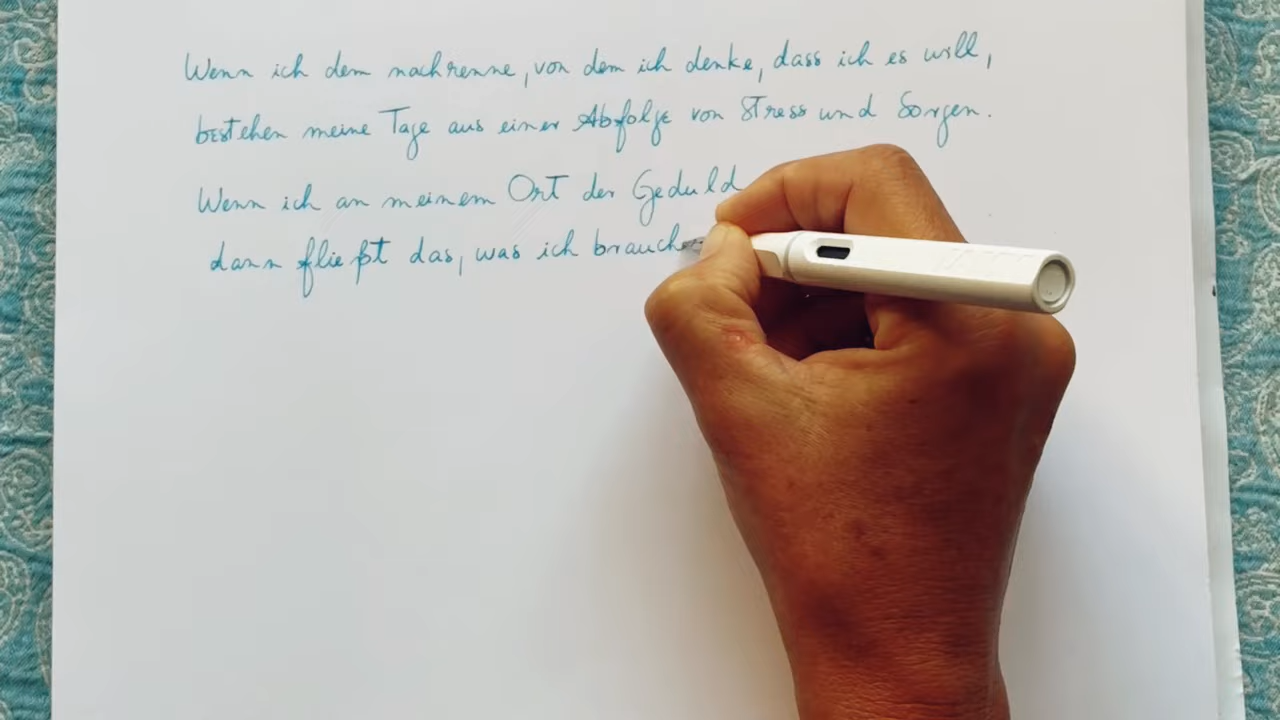 Wenn ich dem nachrenne, von dem ich denke, dass ich es will,
bestehen meine Tage aus einer Abfolge von Stress und Sorgen.
Wenn ich an meinem Ort der Geduld
dann fließt das, was ich brauch